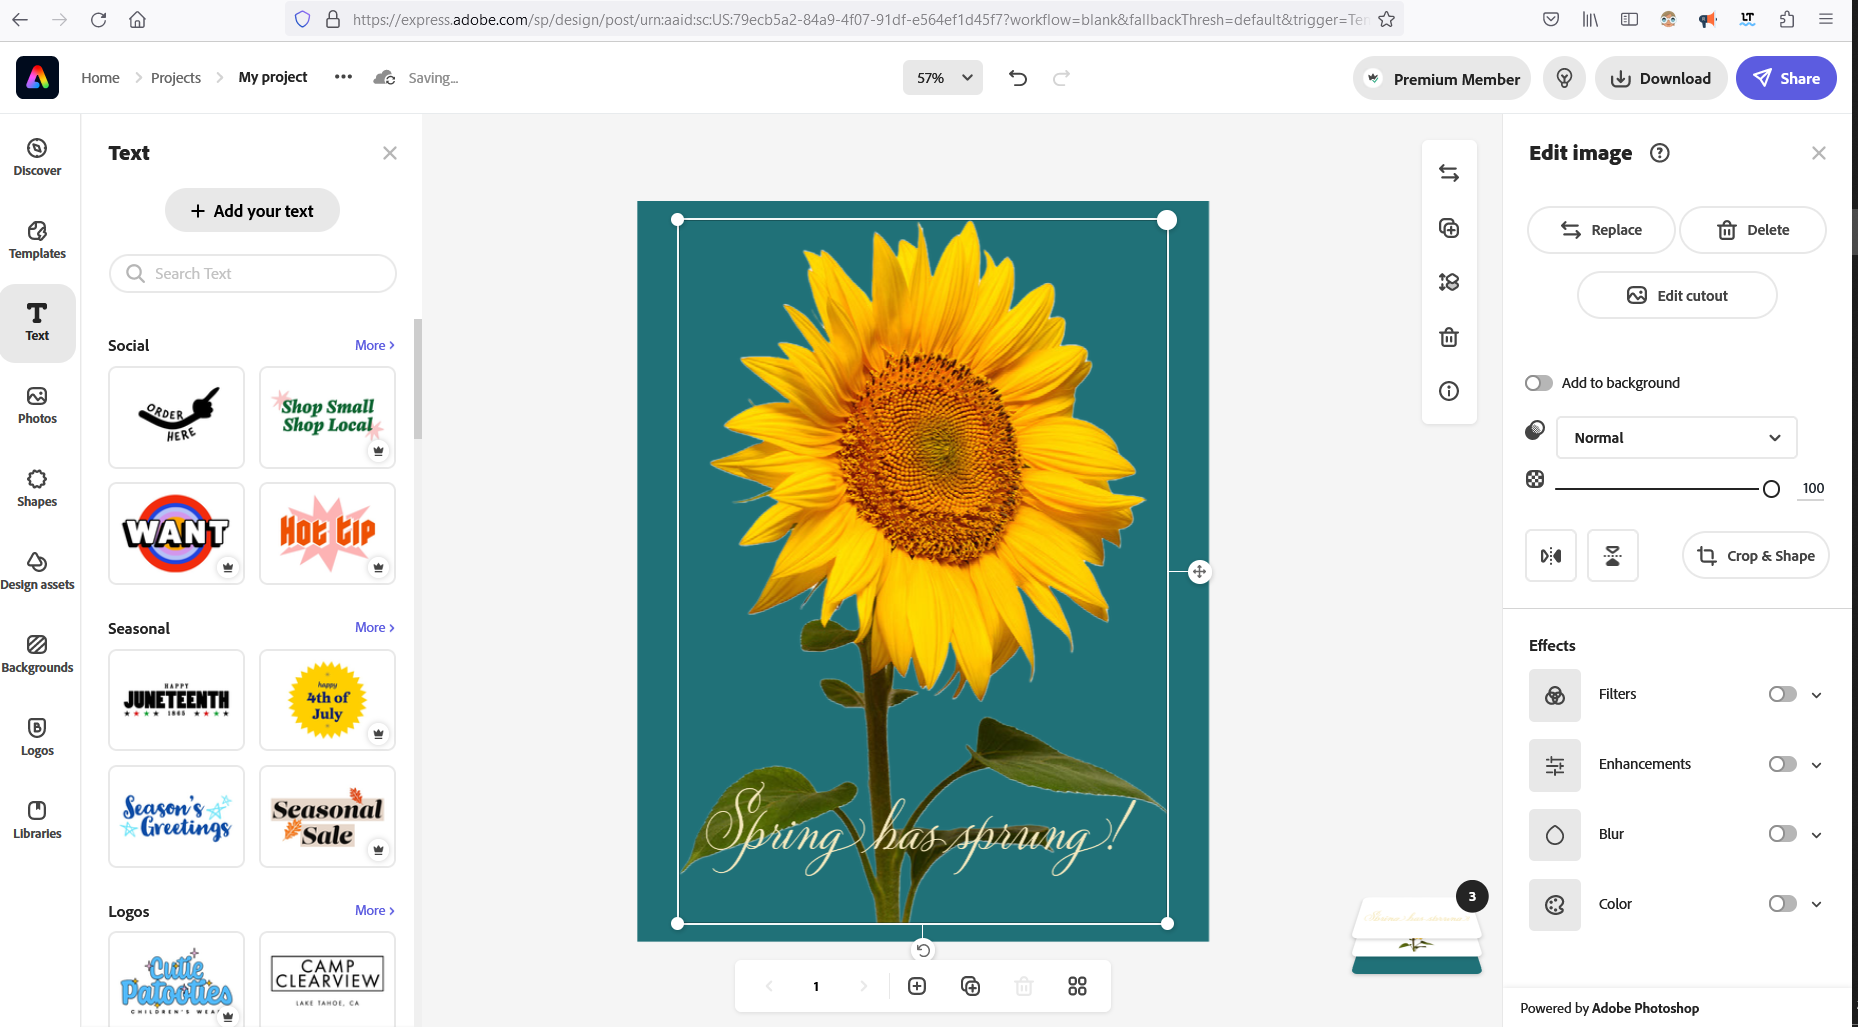 https://express.adobe.com/sp/design/post/urn:aaid:sc:US:79ecb5a2-84a9-4f07-91df-e564ef1d45f7?workflow=blank&fallbackThresh=default&trigger=Ter
Home
Projects
My project
Saving...
57%
Premium Member
Download
Share
Discover
Templates
Text
Photos
Shapes
Design assets
Backgrounds
Logos
Libraries
Text
+ Add your text
Search Text
Social
More >
ORDER
HERE
Shop Small
Shop Local
WANT
Hot tip
Seasonal
More >
HAPPY
JUNETEENTH
1865
happy
4th of
July
Season's
Greetings
Seasonal
Sale
Logos
More >
Cutie
Patooties
CHILDREN'S WEA
CAMP
CLEARVIEW
LAKE TAHOE, CA
Spring has sprung!
1
3
Spring has sprung!
Edit image
Replace
Delete
Edit cutout
Add to background
Normal
100
Crop & Shape
Effects
Filters
Enhancements
Blur
Color
Powered by Adobe Photoshop